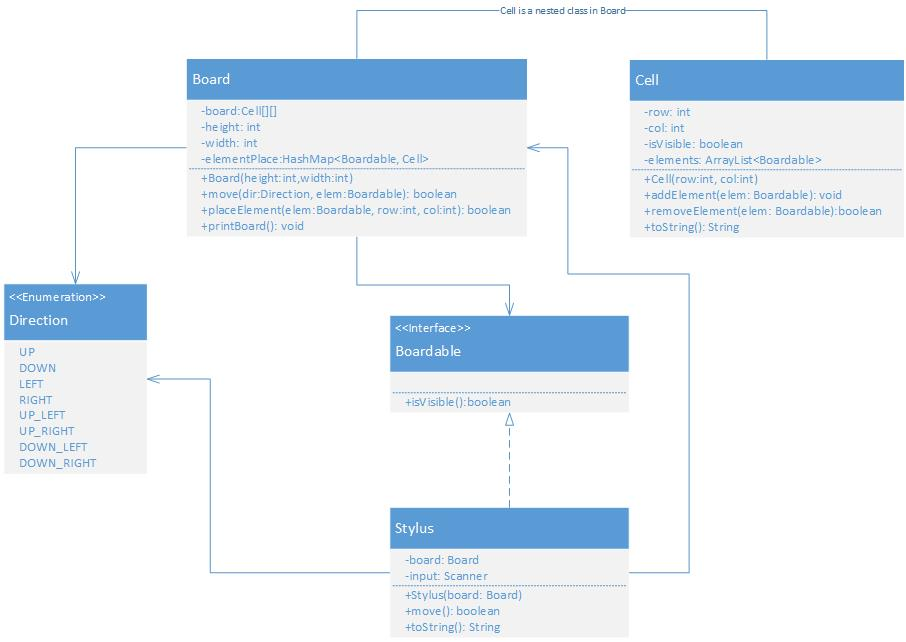 Cell is a nested class in Board
Board
-board:Cell[][]
-height: int
-width: int
-elementPlace:HashMap<Boardable, Cell>
+Board(height:int,width:int)
+move(dir:Direction, elem:Boardable): boolean
+placeElement(elem:Boardable, row:int, col:int): boolean
+printBoard(): void
Cell
-row: int
-col: int
-isVisible: boolean
-elements: ArrayList<Boardable>
+Cell(row:int, col:int)
+addElement(elem: Boardable): void
+removeElement(elem: Boardable):boolean
+toString(): String
<<Enumeration>>
Direction
UP
DOWN
LEFT
RIGHT
UP_LEFT
UP_RIGHT
DOWN_LEFT
DOWN_RIGHT
<<Interface>>
Boardable
+isVisible():boolean
Stylus
-board: Board
-input: Scanner
+Stylus(board: Board)
+move(): boolean
+toString(): String